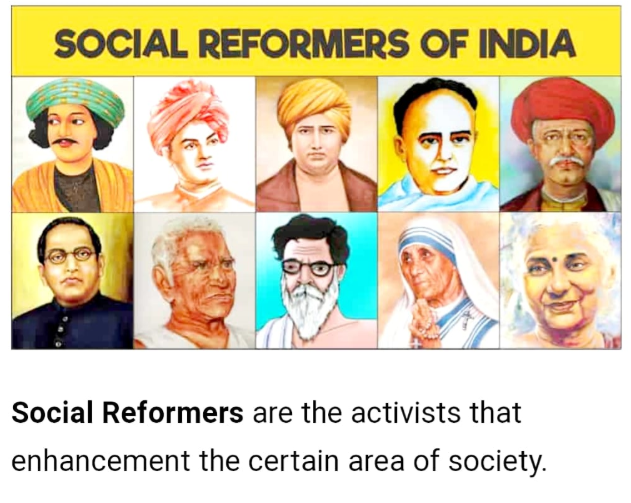 SOCIAL REFORMERS OF INDIA
Social Reformers are the activists that
enhancement the certain area of society.